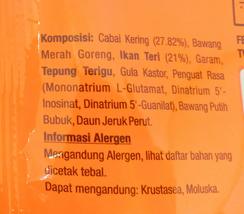 Komposisi: Cabai Kering (27.82%), Bawang
Merah Goreng, Ikan Teri (21%), Garam,
Tepung Terigu, Gula Kastor, Penguat Rasa
(Mononatrium L-Glutamat, Dinatrium 5'-
Inosinat, Dinatrium 5'-Guanilat), Bawang Putih
Bubuk, Daun Jeruk Purut.
Informasi Alergen
Mengandung Alergen, lihat daftar bahan yang
dicetak tebal.
Dapat mengandung: Krustasea, Moluska.